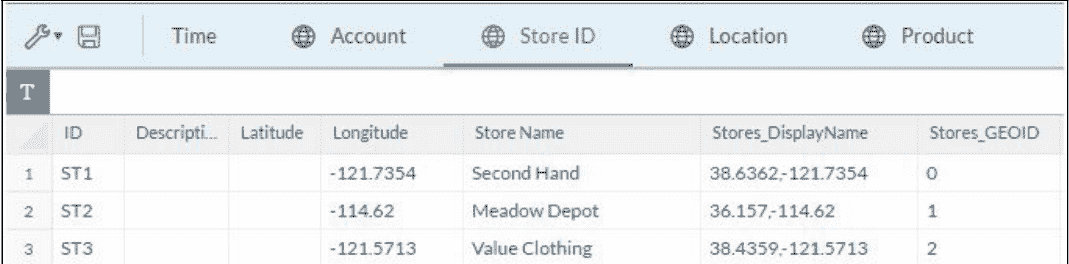 Time Account Store ID Location Product
T
ID Descripti... Latitude Longitude Store Name Stores_DisplayName Stores_GEOID
1 ST1 -121.7354 Second Hand 38.6362,-121.7354 0
2 ST2 -114.62 Meadow Depot 36.157,-114.62 1
3 ST3 -121.5713 Value Clothing 38.4359,-121.5713 2